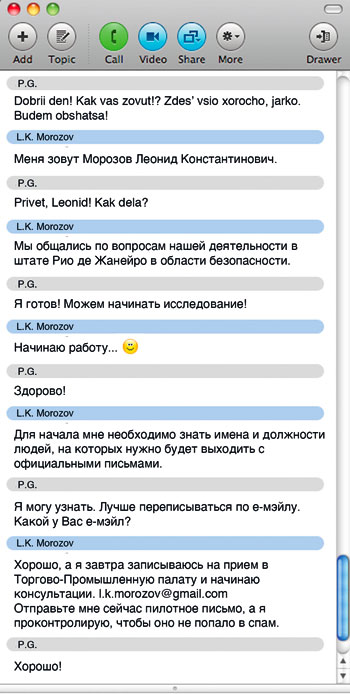 Add Topic Call Video Share More Drawer
P.G.
Dobrii den! Kak vas zovut!? Zdes' vsio xorocho, jarko.
Budem obshatsa!
L.K. Morozov
Меня зовут Морозов Леонид Константинович.
P.G.
Privet, Leonid! Kak dela?
L.K. Morozov
Мы общались по вопросам нашей деятельности в
штате Рио де Жанейро в области безопасности.
P.G.
Я готов! Можем начинать исследование!
L.K. Morozov
Начинаю работу...
P.G.
Здорово!
L.K. Morozov
Для начала мне необходимо знать имена и должности
людей, на которых нужно будет выходить с
официальными письмами.
P.G.
Я могу узнать. Лучше переписываться по е-мэйлу.
Какой у Вас е-мэйл?
L.K. Morozov
Хорошо, а я завтра записываюсь на прием в
Торгово-Промышленную палату и начинаю
консультации. l.k.morozov@gmail.com
Отправьте мне сейчас пилотное письмо, а я
проконтролирую, чтобы оно не попало в спам.
P.G.
Хорошо!